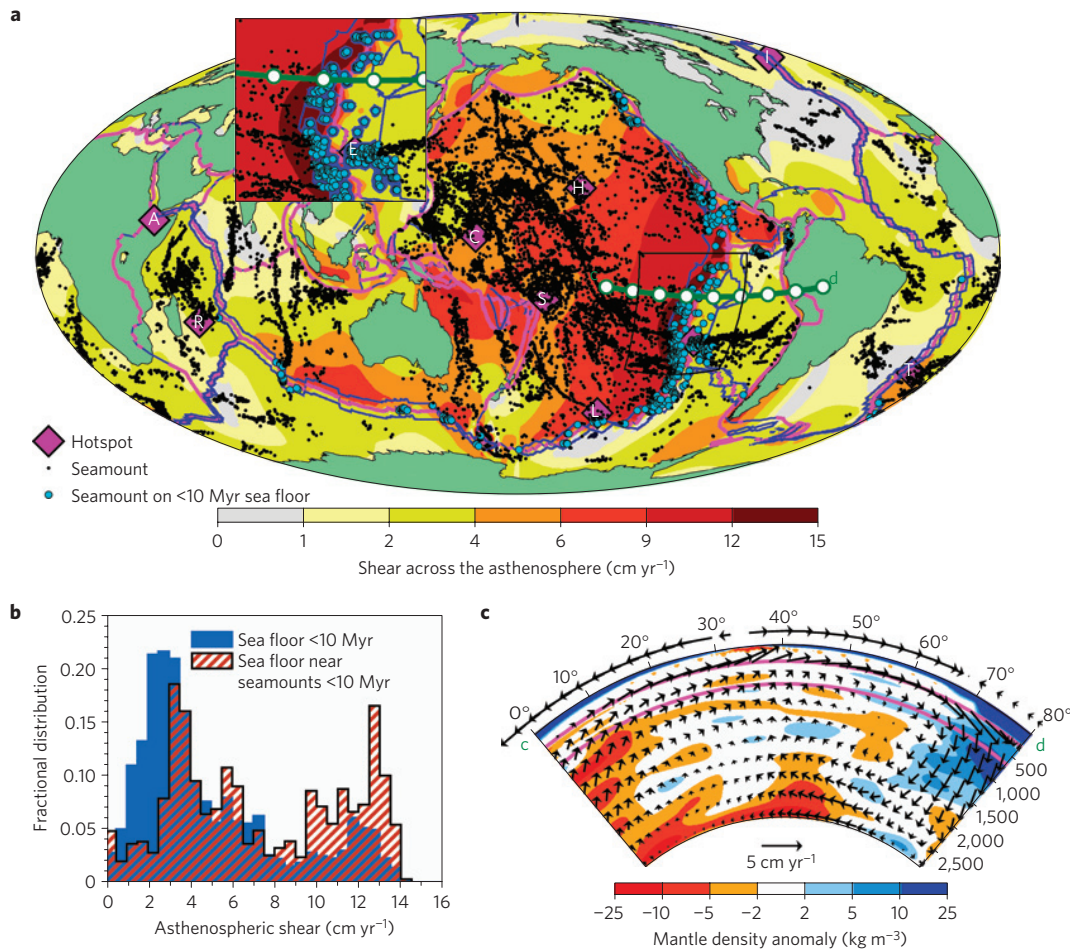 a
I
E
A
H
C
S
R
L
T
d
Hotspot
Seamount
Seamount on <10 Myr sea floor
0 1 2 4 6 9 12 15
Shear across the asthenosphere (cm yr⁻¹)
b
0.25
0.20
0.15
0.10
0.05
0
Fractional distribution
Sea floor <10 Myr
Sea floor near
seamounts <10 Myr
0 2 4 6 8 10 12 14 16
Asthenospheric shear (cm yr⁻¹)
c
0° 10° 20° 30° 40° 50° 60° 70° 80°
c
d
500
1,000
1,500
2,000
2,500
5 cm yr⁻¹
−25 −10 −5 −2 2 5 10 25
Mantle density anomaly (kg m⁻³)